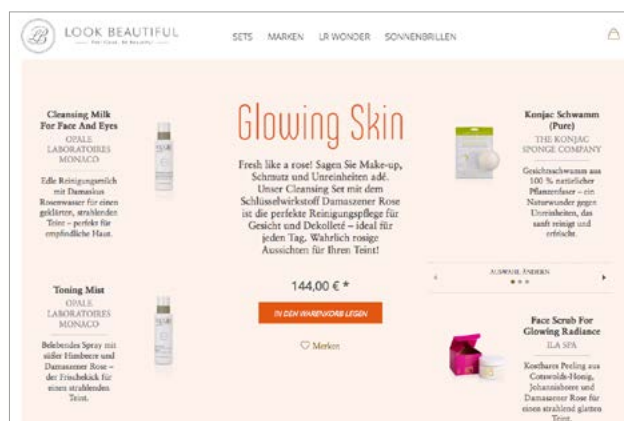 LOOK BEAUTIFUL
SETS MARKEN LR WONDER SONNENBRILLEN
Cleansing Milk
For Face And Eyes
OPALE
LABORATOIRES
MONACO
Edle Reinigungsmilch
mit Damaskus
Rosenwasser für einen
geklärten, strahlenden
Teint – perfekt für
empfindliche Haut.
Toning Mist
OPALE
LABORATOIRES
MONACO
Belebendes Spray mit
süßer Himbeere und
Damaszener Rose –
der Frischekick für
einen strahlenden
Teint.
Glowing Skin
Fresh like a rose! Sagen Sie Make-up,
Schmutz und Unreinheiten adé.
Unser Cleansing Set mit dem
Schlüsselwirkstoff Damaszener Rose
ist die perfekte Reinigungspflege für
Gesicht und Dekolleté – ideal für
jeden Tag. Wahrlich rosige
Aussichten für Ihren Teint!
144,00 € *
IN DEN WARENKORB LEGEN
Merken
Konjac Schwamm
(Pure)
THE KONJAC
SPONGE COMPANY
Gesichtsschwamm aus
100 % natürlicher
Pflanzenfaser – ein
Naturwunder gegen
Unreinheiten, das
sanft reinigt und
erfrischt.
AUSWAHL ÄNDERN
Face Scrub For
Glowing Radiance
ILA SPA
Kostbares Peeling aus
Cotswolds-Honig,
Johannisbeere und
Damaszener Rose für
einen strahlend glatten
Teint.